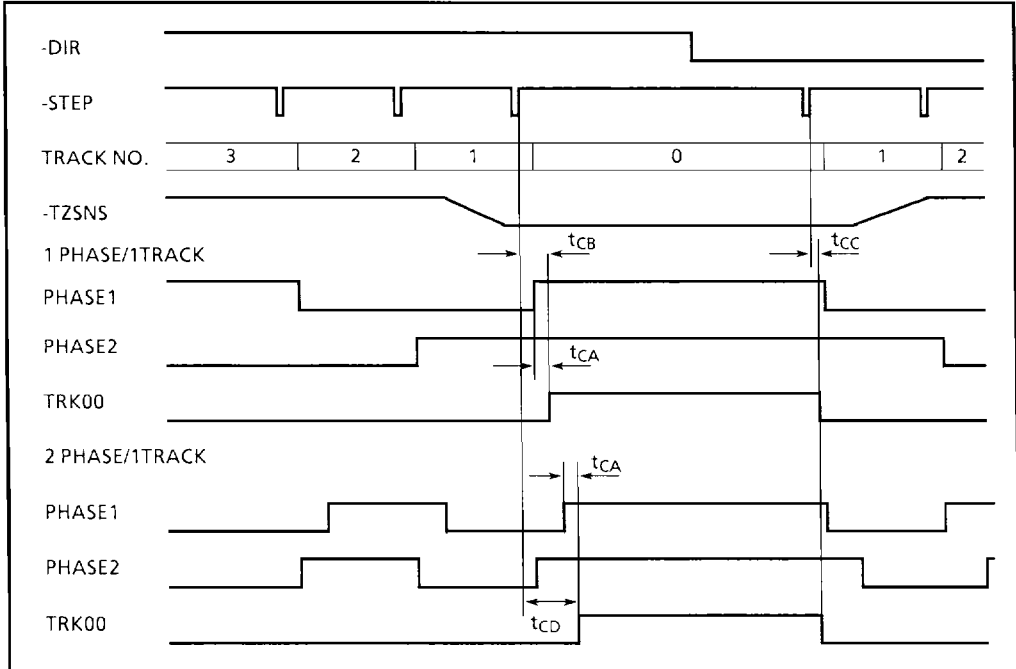 -DIR
-STEP
TRACK NO. 3 2 1 0 1 2
-TZSNS
1 PHASE/1TRACK tCB tCC
PHASE1
PHASE2
tCA
TRK00
2 PHASE/1TRACK
tCA
PHASE1
PHASE2
tCD
TRK00